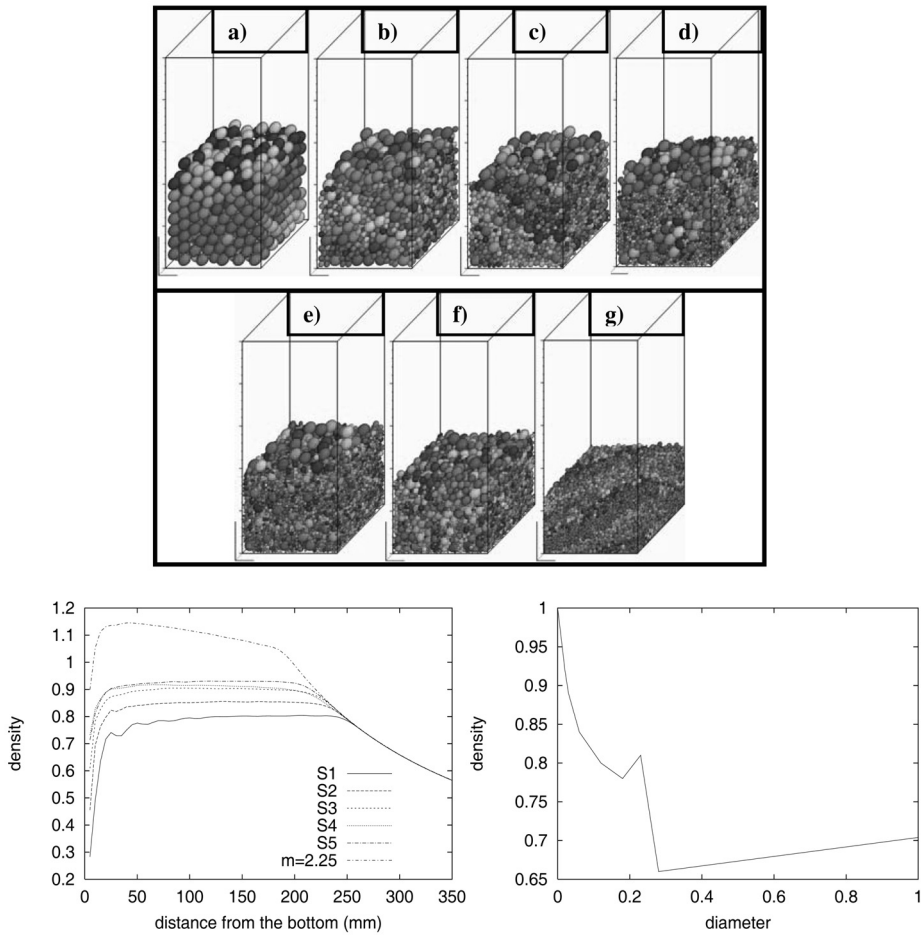 a)
b)
c)
d)
e)
f)
g)
1.2
1.1
1
0.9
0.8
0.7
0.6
0.5
0.4
0.3
0.2
density
S1
S2
S3
S4
S5
m=2.25
0 50 100 150 200 250 300 350
distance from the bottom (mm)
1
0.95
0.9
0.85
0.8
0.75
0.7
0.65
density
0 0.2 0.4 0.6 0.8 1
diameter